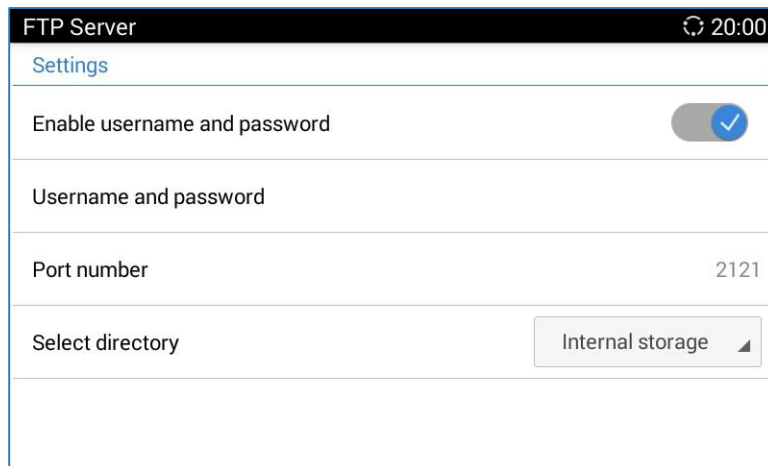 FTP Server 20:00
Settings
Enable username and password
Username and password
Port number 2121
Select directory Internal storage